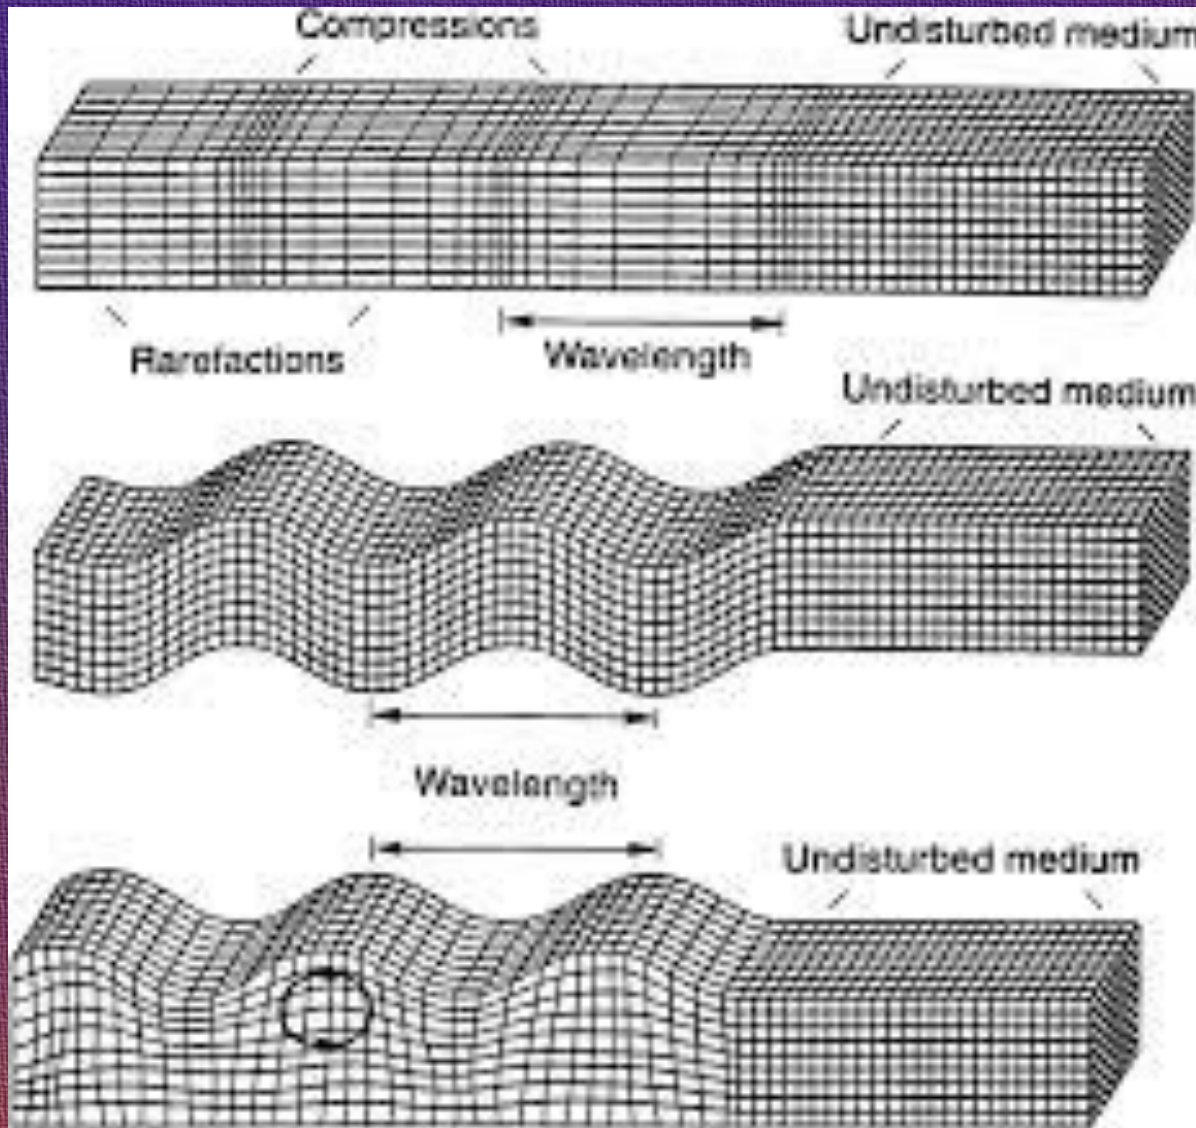 Compressions
Undisturbed medium
Rarefactions
Wavelength
Undisturbed medium
Wavelength
Undisturbed medium